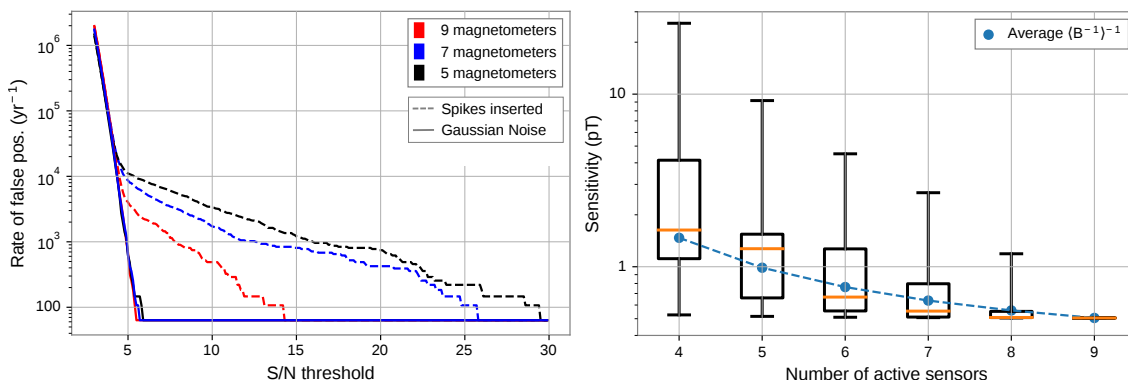 9 magnetometers
7 magnetometers
5 magnetometers
Spikes inserted
Gaussian Noise
Rate of false pos. (yr⁻¹)
10⁶
10⁵
10⁴
10³
100
5 10 15 20 25 30
S/N threshold
Average ⟨B⁻¹⟩⁻¹
Sensitivity (pT)
10
1
4 5 6 7 8 9
Number of active sensors